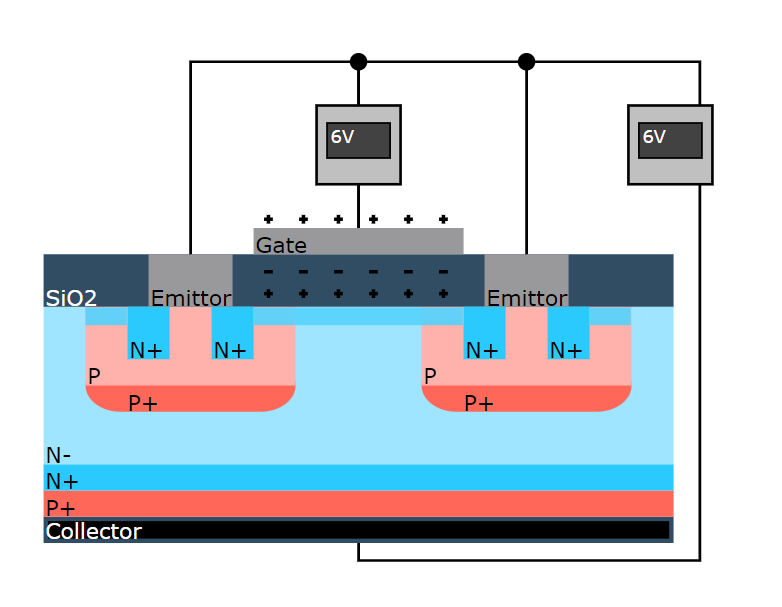 6V
6V
Gate
SiO2
Emittor
Emittor
N+
N+
N+
N+
P
P
P+
P+
N-
N+
P+
Collector